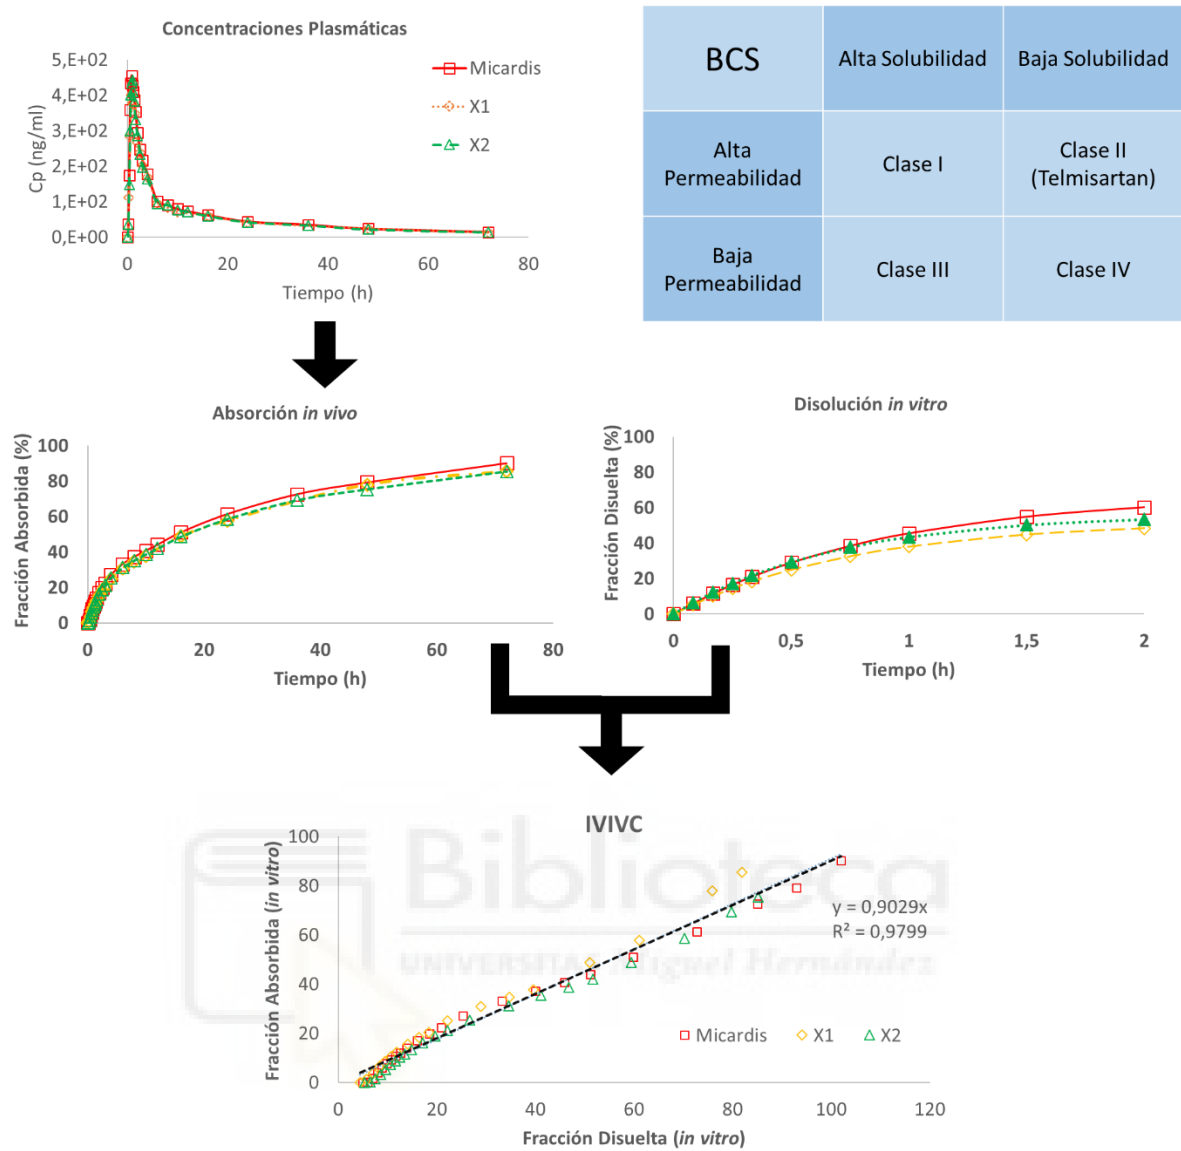 Concentraciones Plasmáticas
5,E+02
4,E+02
3,E+02
2,E+02
1,E+02
0,E+00
Cp (ng/ml)
0
20
40
60
80
Tiempo (h)
Micardis
X1
X2
BCS
Alta Solubilidad
Baja Solubilidad
Alta
Permeabilidad
Clase I
Clase II
(Telmisartan)
Baja
Permeabilidad
Clase III
Clase IV
Absorción in vivo
Fracción Absorbida (%)
100
80
60
40
20
0
0
20
40
60
80
Tiempo (h)
Disolución in vitro
Fracción Disuelta (%)
100
80
60
40
20
0
0
0,5
1
1,5
2
Tiempo (h)
IVIVC
Fracción Absorbida (in vitro)
100
80
60
40
20
0
0
20
40
60
80
100
120
y = 0,9029x
R² = 0,9799
Micardis
X1
X2
Fracción Disuelta (in vitro)
Biblioteca
UNIVERSITAS Miguel Hernández